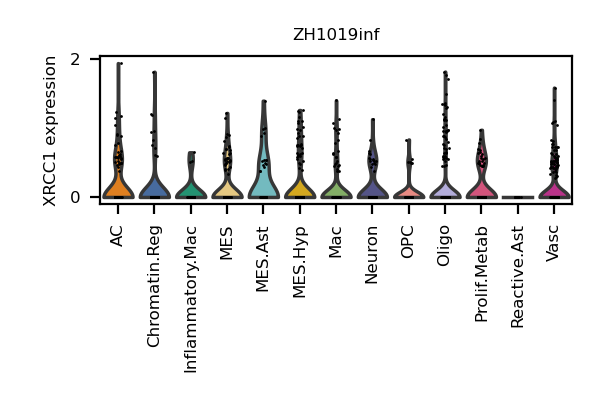 ZH1019inf
XRCC1 expression
2
0
AC
Chromatin.Reg
Inflammatory.Mac
MES
MES.Ast
MES.Hyp
Mac
Neuron
OPC
Oligo
Prolif.Metab
Reactive.Ast
Vasc